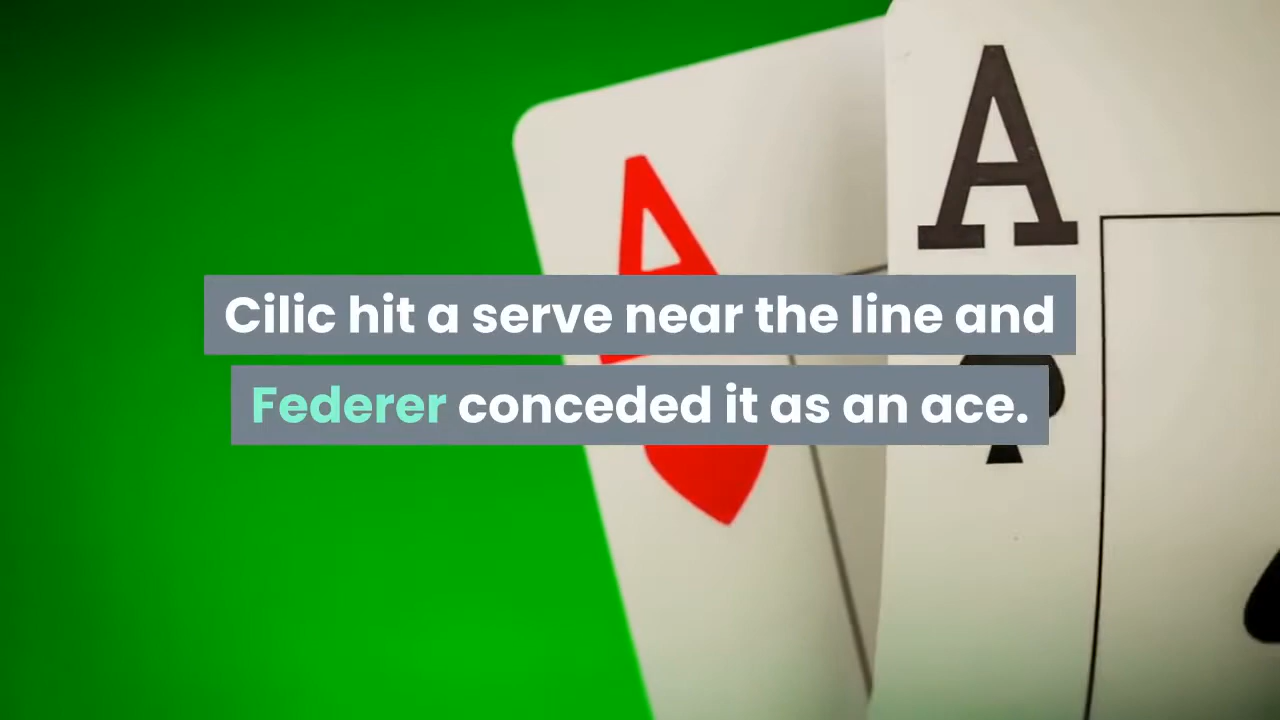 A
A
Cilic hit a serve near the line and
Federer conceded it as an ace.